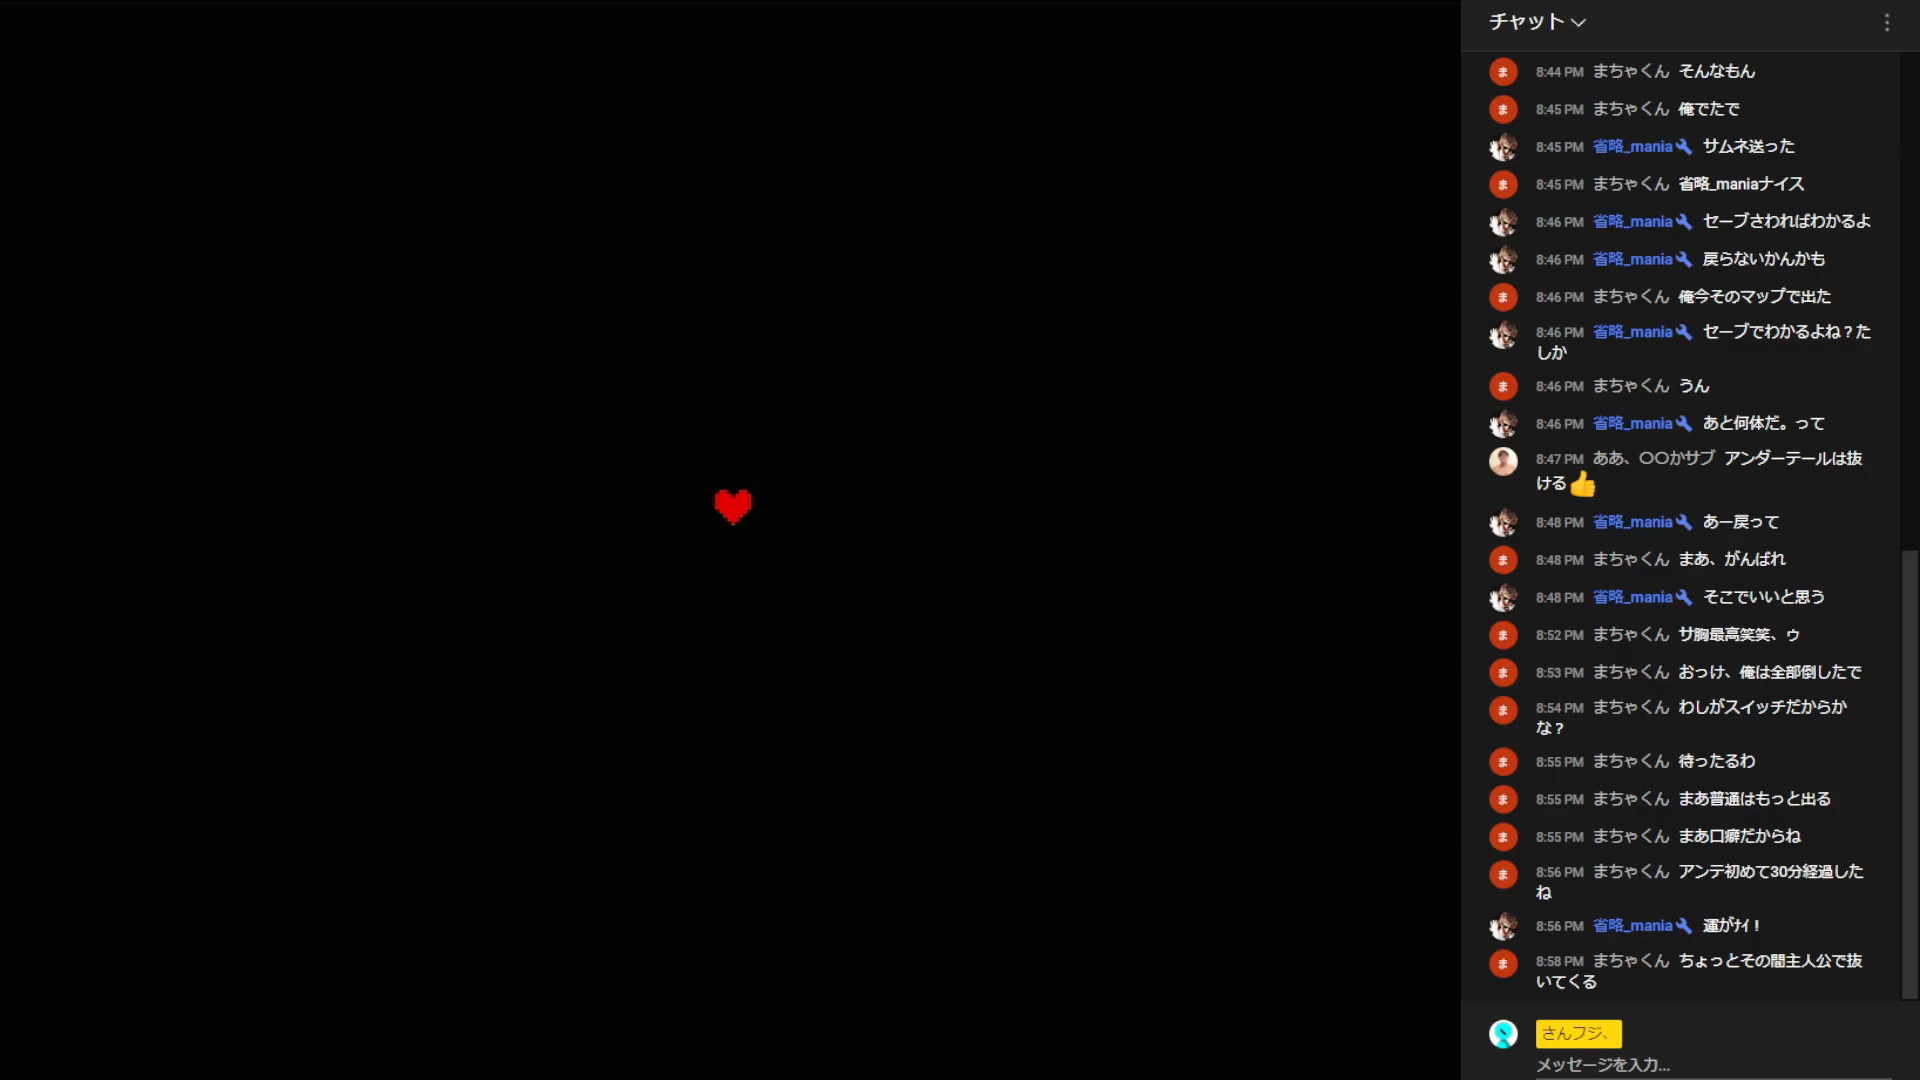 チャット
ま 8:44 PM まちゃくん そんなもん
ま 8:45 PM まちゃくん 俺でたで
8:45 PM 省略_mania サムネ送った
ま 8:45 PM まちゃくん 省略_maniaナイス
8:46 PM 省略_mania セーブさわればわかるよ
8:46 PM 省略_mania 戻らないかんかも
ま 8:46 PM まちゃくん 俺今そのマップで出た
8:46 PM 省略_mania セーブでわかるよね？た
しか
ま 8:46 PM まちゃくん うん
8:46 PM 省略_mania あと何体だ。って
8:47 PM ああ、〇〇かサブ アンダーテールは抜
ける👍
8:48 PM 省略_mania あー戻って
ま 8:48 PM まちゃくん まあ、がんばれ
8:48 PM 省略_mania そこでいいと思う
ま 8:52 PM まちゃくん サ胸最高笑笑、ゥ
ま 8:53 PM まちゃくん おっけ、俺は全部倒したで
ま 8:54 PM まちゃくん わしがスイッチだからか
な？
ま 8:55 PM まちゃくん 待ったるわ
ま 8:55 PM まちゃくん まあ普通はもっと出る
ま 8:55 PM まちゃくん まあ口癖だからね
ま 8:56 PM まちゃくん アンテ初めて30分経過した
ね
8:56 PM 省略_mania 運がﾅｲ！
ま 8:58 PM まちゃくん ちょっとその間主人公で抜
いてくる
さんフジ、
メッセージを入力...